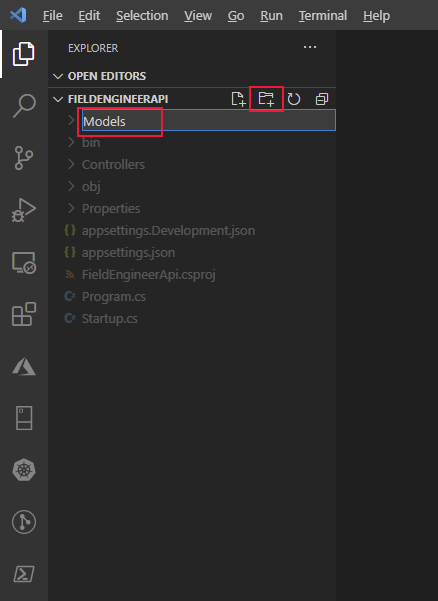 File Edit Selection View Go Run Terminal Help
EXPLORER
OPEN EDITORS
FIELDENGINEERAPI
Models
bin
Controllers
obj
Properties
appsettings.Development.json
appsettings.json
FieldEngineerApi.csproj
Program.cs
Startup.cs